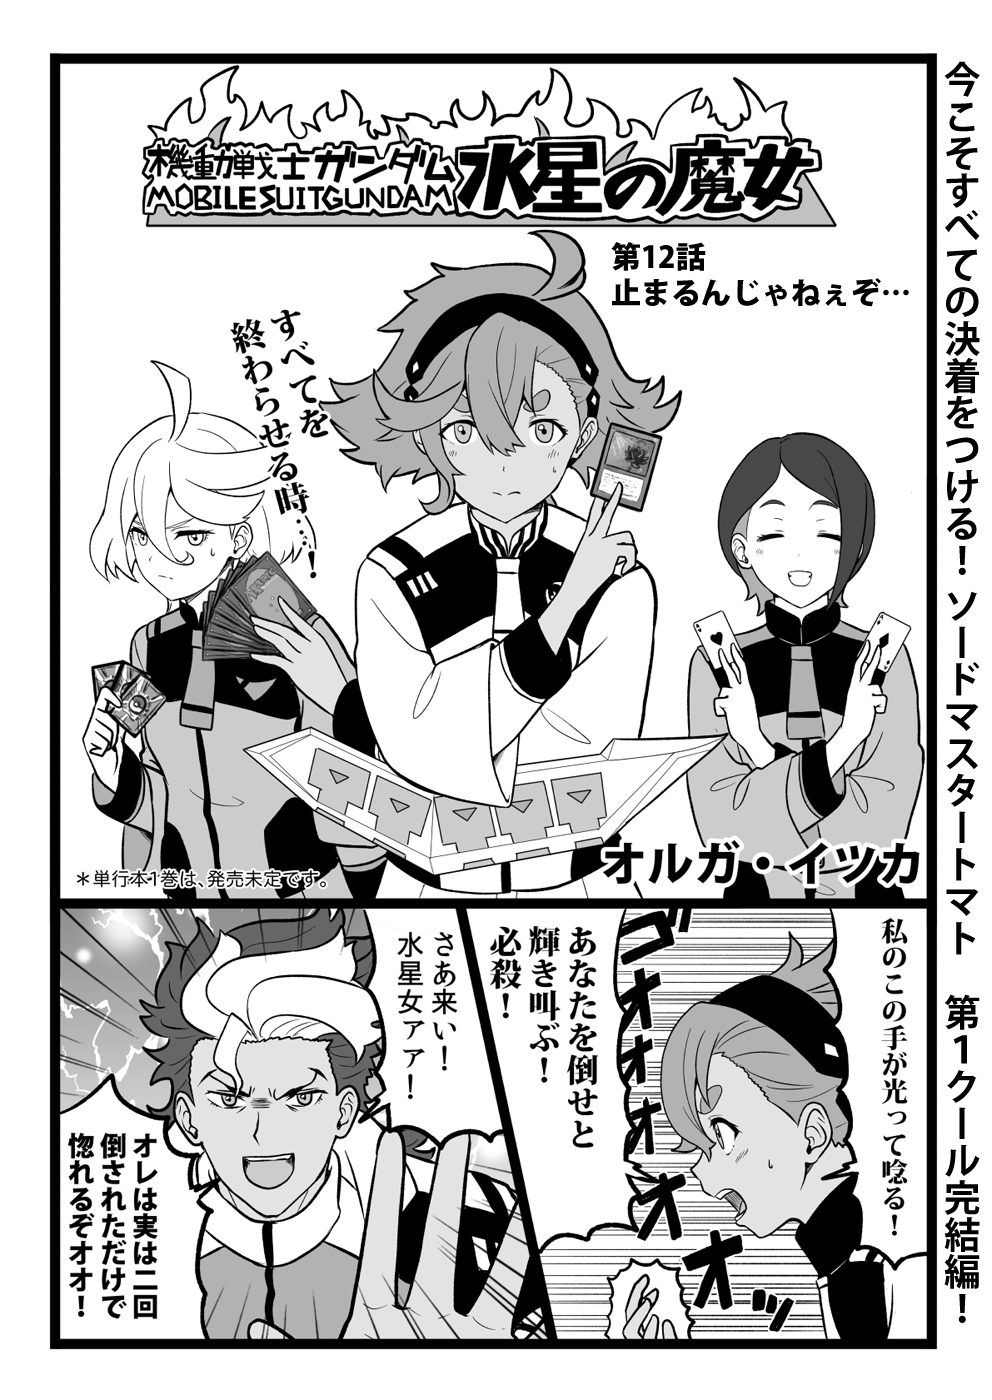 今こそすべての決着をつける！ソードマスタートマト 第1クール完結編！
機動戦士ガンダム 水星の魔女
MOBILE SUIT GUNDAM
第12話
止まるんじゃねぇぞ…
すべてを
終わらせる時…！
オルガ・イツカ
＊単行本1巻は、発売未定です。
私のこの手が光って唸る！
あなたを倒せと
輝き叫ぶ！
必殺！
ゴオオオオオッ
さあ来い！
水星女ァァ！
オレは実は二回
倒されただけで
惚れるぞオオ！